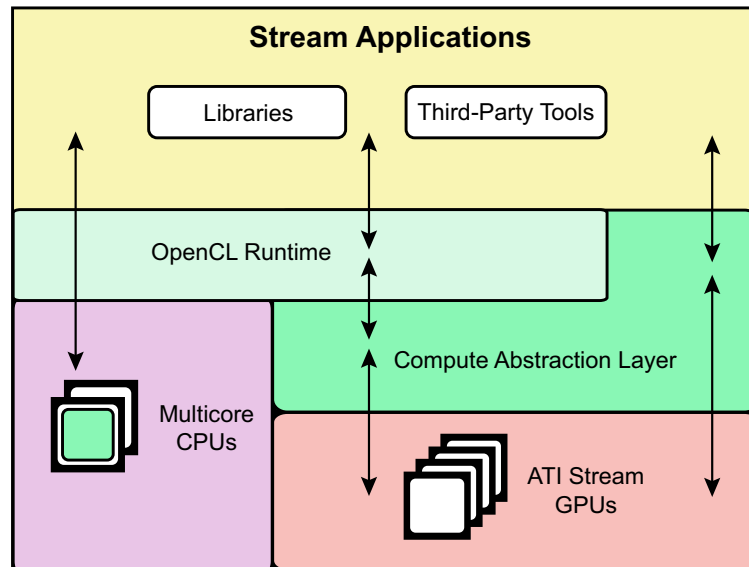 Stream Applications
Libraries
Third-Party Tools
OpenCL Runtime
Compute Abstraction Layer
Multicore
CPUs
ATI Stream
GPUs